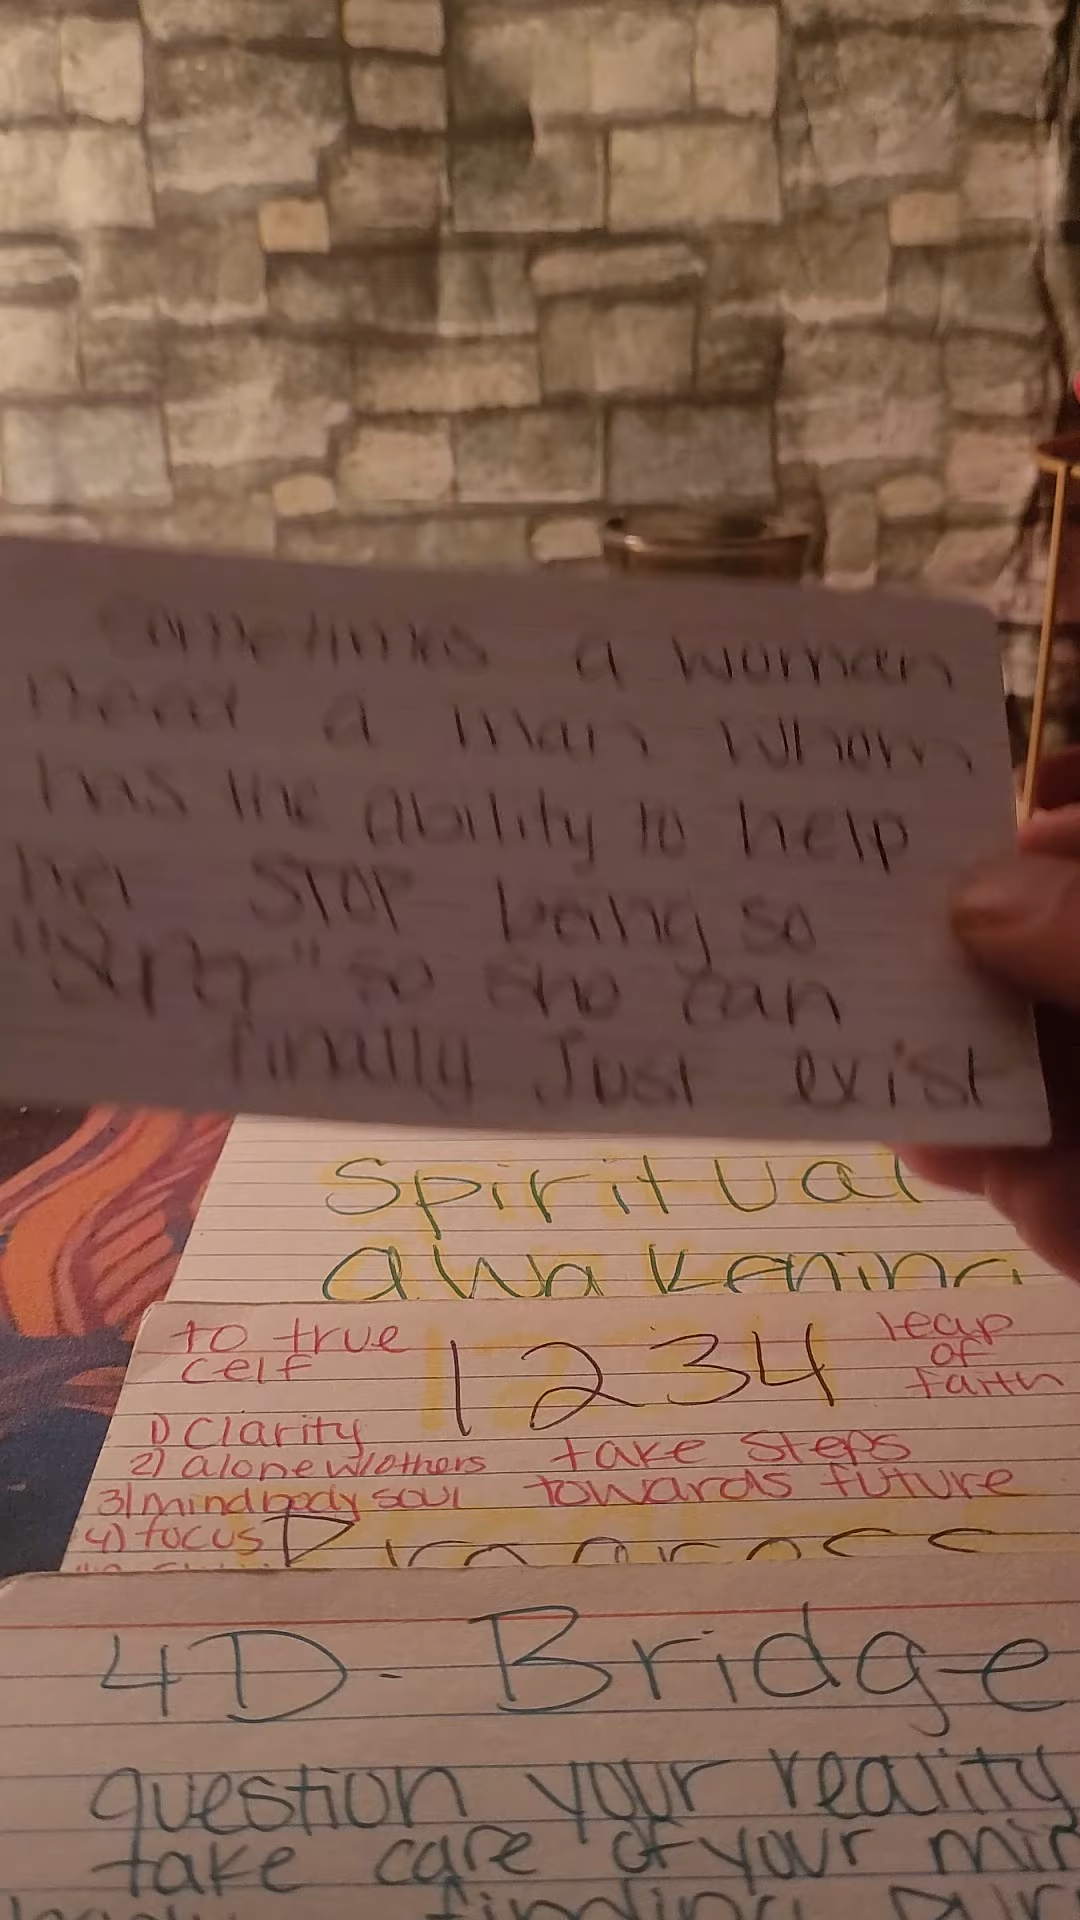 sometimes a woman
need a man whom
has the ability to help
her STOP being so
so she can
finally Just exist
Spiritual
awakening
to true
celf
1234
leap
of
faith
1) Clarity
2) alone w/others
3) mind body soul
4) focus
take steps
towards future
4D - Bridge
question your reality
take care of your
finding